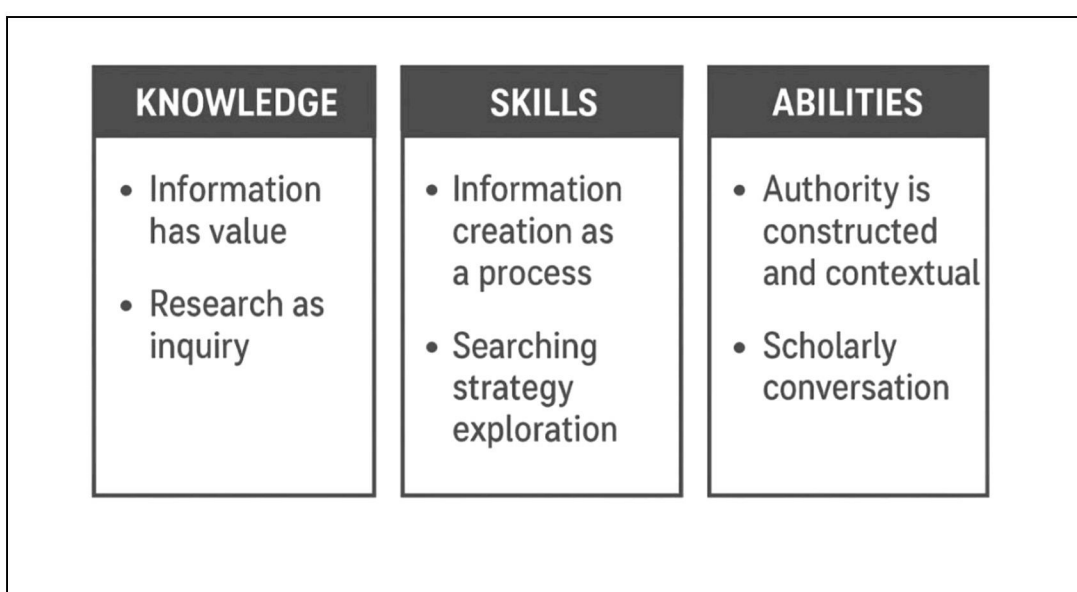 KNOWLEDGE
• Information
has value
• Research as
inquiry
SKILLS
• Information
creation as
a process
• Searching
strategy
exploration
ABILITIES
• Authority is
constructed
and contextual
• Scholarly
conversation